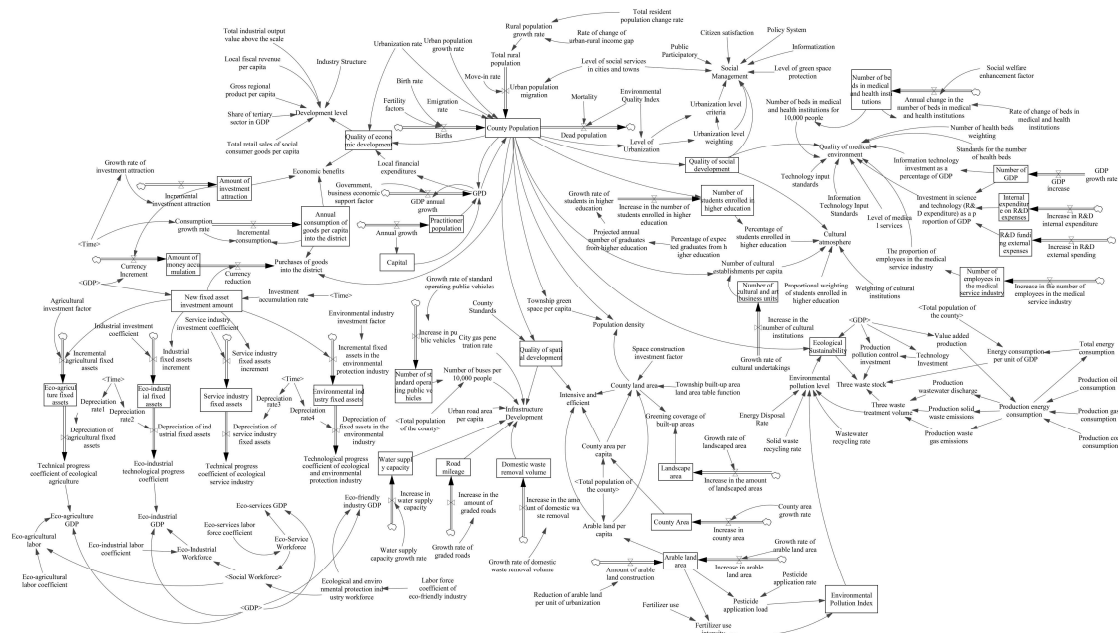 Total resident
population change rate
Rural population
growth rate
Rate of change of
urban-rural income gap
Total rural
population
Citizen satisfaction
Policy System
Public
Participatory
Informatization
Social
Management
Level of green space
protection
Level of social services
in cities and towns
Total industrial output
value above the scale
Local fiscal revenue
per capita
Industry Structure
Gross regional
product per capita
Share of tertiary
sector in GDP
Development level
Total retail sales of social
consumer goods per capita
Urbanization rate
Urban population
growth rate
Move-in rate
Urban population
migration
Birth rate
Fertility
factors
Emigration
rate
Births
County Population
Mortality
Environmental
Quality Index
Dead population
Urbanization level
criteria
Urbanization level
weighting
Level of
Urbanization
Number of be
ds in medical
and health insti
tutions
Social welfare
enhancement factor
Annual change in the
number of beds in medical
and health institutions
Rate of change of beds in
medical and health
institutions
Number of beds in medical
and health institutions for
10,000 people
Number of health beds
weighting
Standards for the number
of health beds
Quality of medical
environment
Technology input
standards
Information technology
investment as a
percentage of GDP
Number of
GDP
GDP
increase
GDP
growth rate
Information
Technology Input
Standards
Investment in science
and technology (R&
D expenditure) as a p
roportion of GDP
Internal
expenditur
e on R&D
expenses
Increase in R&D
internal expenditure
Level of medica
l services
R&D fundi
ng external
expenses
Increase in R&D
external spending
The proportion of
employees in the medical
service industry
Number of
employees in
the medical
service industry
Increase in the number of
employees in the medical
service industry
Quality of econo
mic development
Local financial
expenditures
Economic benefits
Growth rate of
investment attraction
Amount of
investment
attraction
Incremental
investment attraction
Government,
business economic
support factor
GDP annual
growth
GPD
Practitioner
population
Annual growth
Capital
Consumption
growth rate
Incremental
consumption
Annual
consumption of
goods per capita
into the district
<Time>
Currency
Increment
Amount of
money accu
mulation
Currency
reduction
Purchases of goods
into the district
<GDP>
New fixed asset
investment amount
Investment
accumulation rate
<Time>
Quality of social
development
Growth rate of
students in higher education
Number of
students enrolled in
higher education
Increase in the number of
students enrolled in higher
education
Projected annual
number of graduates
from higher education
Percentage of expec
ted graduates from h
igher education
Percentage of
students enrolled in
higher education
Cultural
atmosphere
Number of cultural
establishments per capita
Number of
cultural and art
business units
Proportional weighting
of students enrolled in
higher education
Weighting of cultural
institutions
Increase in the
number of cultural
institutions
Growth rate of
cultural undertakings
Agricultural
investment factor
Industrial investment
coefficient
Service industry
investment coefficient
Environmental industry
investment factor
Incremental
agricultural fixed
assets
Industrial
fixed assets
increment
Service industry
fixed assets
increment
Incremental fixed
assets in the
environmental
protection industry
Eco-agricul
ture fixed
assets
Eco-industr
ial fixed
assets
Service industry
fixed assets
Environmental ind
ustry fixed assets
<Time>
Depreciation
rate1
Depreciation
rate2
<Time>
Depreciation
rate3
Depreciation
rate4
Depreciation of
agricultural fixed
assets
Depreciation of ind
ustrial fixed assets
Depreciation of
service industry
fixed assets
Depreciation of
fixed assets in the
environmental
industry
Technical progress
coefficient of ecological
agriculture
Eco-industrial
technological progress
coefficient
Technical progress
coefficient of ecological
service industry
Technological progress
coefficient of ecological
and environmental
protection industry
Eco-agriculture
GDP
Eco-agricultural
labor
Eco-agricultural
labor coefficient
Eco-industrial
GDP
Eco-industrial labor
coefficient
Eco-Industrial
Workforce
Eco-services GDP
Eco-services labor
force coefficient
Eco-Service
Workforce
<Social Workforce>
<GDP>
Eco-friendly
industry GDP
Ecological and enviro
nmental protection ind
ustry workforce
Labor force
coefficient of
eco-friendly industry
Growth rate of standard
operating public vehicles
Increase in pu
blic vehicles
Number of st
andard opera
ting public ve
hicles
County
Standards
City gas pene
tration rate
Number of buses per
10,000 people
Quality of spati
al development
Urban road area
per capita
<Total population
of the county>
Infrastructure
Development
Water suppl
y capacity
Road
mileage
Domestic waste
removal volume
Increase in
water supply
capacity
Increase in the
amount of
graded roads
Increase in the amo
unt of domestic wa
ste removal
Water supply
capacity growth rate
Growth rate of
graded roads
Growth rate of domestic
waste removal volume
Township green
space per capita
Population density
Space construction
investment factor
County land area
Township built-up area
land area table function
Intensive and
efficient
Greening coverage of
built-up areas
County area per
capita
Landscape
area
Growth rate of
landscaped area
Increase in the amount
of landscaped areas
<Total population of
the county>
Arable land per
capita
County Area
County area
growth rate
Increase in
county area
Amount of arable
land construction
Arable land
area
Growth rate of
arable land area
Increase in arable
land area
Reduction of arable land
per unit of urbanization
Pesticide
application rate
Pesticide
application load
Fertilizer use
Fertilizer use
Environmental
Pollution Index
<Total population of
the county>
<GDP>
Ecological
Sustainability
Value added
production
Production
pollution control
investment
Technology
Investment
Energy consumption
per unit of GDP
Total energy
consumption
Environmental
pollution level
Three waste stock
Production
wastewater discharge
Three waste
treatment volume
Production solid
waste emissions
Production energy
consumption
Production oil
consumption
Production gas
consumption
consumption
Energy Disposal
Rate
Solid waste
recycling rate
Wastewater
recycling rate
Production waste
gas emissions